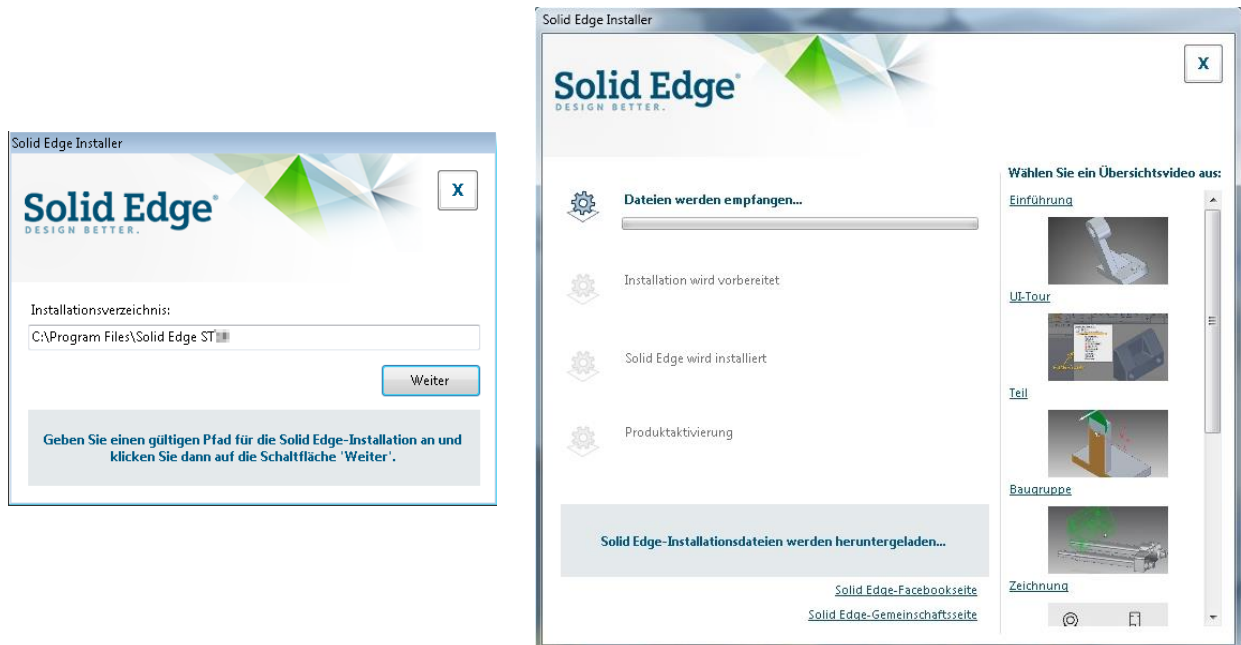 Solid Edge Installer
X
Solid Edge®
DESIGN BETTER.
Installationsverzeichnis:
C:\Program Files\Solid Edge ST
Weiter
Geben Sie einen gültigen Pfad für die Solid Edge-Installation an und
klicken Sie dann auf die Schaltfläche 'Weiter'.
Solid Edge Installer
X
Solid Edge®
DESIGN BETTER.
Dateien werden empfangen...
Installation wird vorbereitet
Solid Edge wird installiert
Produktaktivierung
Solid Edge-Installationsdateien werden heruntergeladen...
Solid Edge-Facebookseite
Solid Edge-Gemeinschaftsseite
Wählen Sie ein Übersichtsvideo aus:
Einführung
UI-Tour
Teil
Baugruppe
Zeichnung